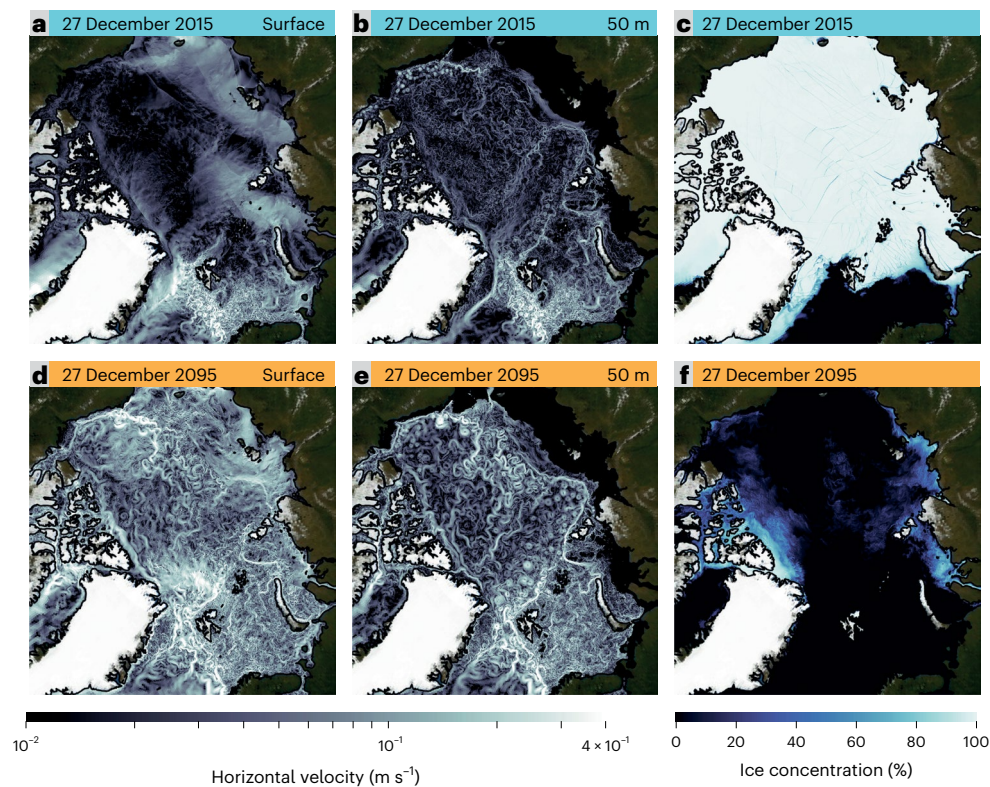 a 27 December 2015 Surface
b 27 December 2015 50 m
c 27 December 2015
d 27 December 2095 Surface
e 27 December 2095 50 m
f 27 December 2095
10⁻² 10⁻¹ 4 × 10⁻¹
Horizontal velocity (m s⁻¹)
0 20 40 60 80 100
Ice concentration (%)